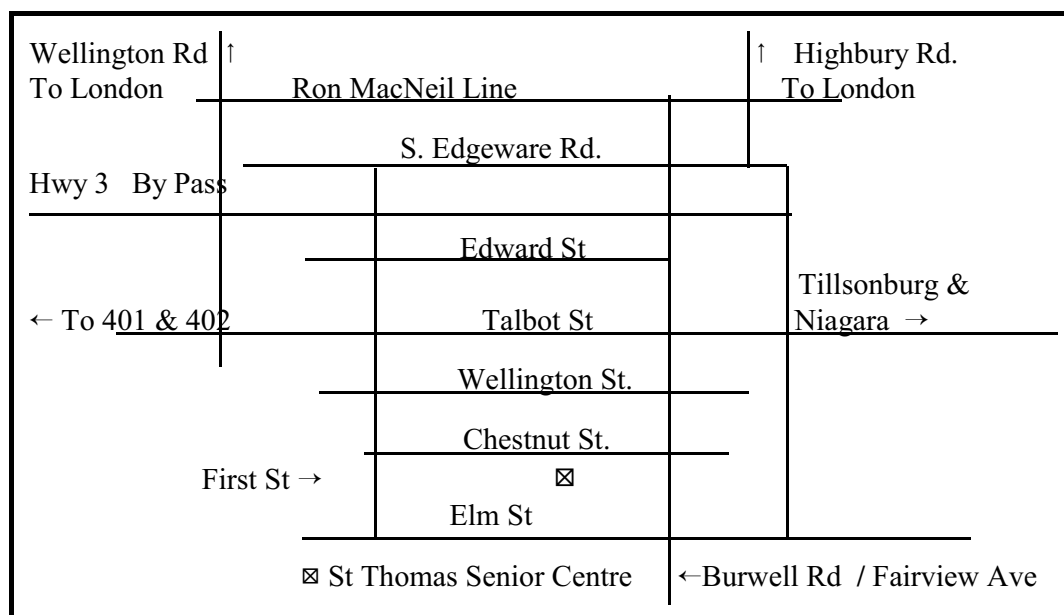 Wellington Rd ↑ ↑ Highbury Rd.
To London Ron MacNeil Line To London
S. Edgeware Rd.
Hwy 3 By Pass
Edward St
Tillsonburg &
← To 401 & 402 Talbot St Niagara →
Wellington St.
Chestnut St.
First St → ☒
Elm St
☒ St Thomas Senior Centre ←Burwell Rd / Fairview Ave